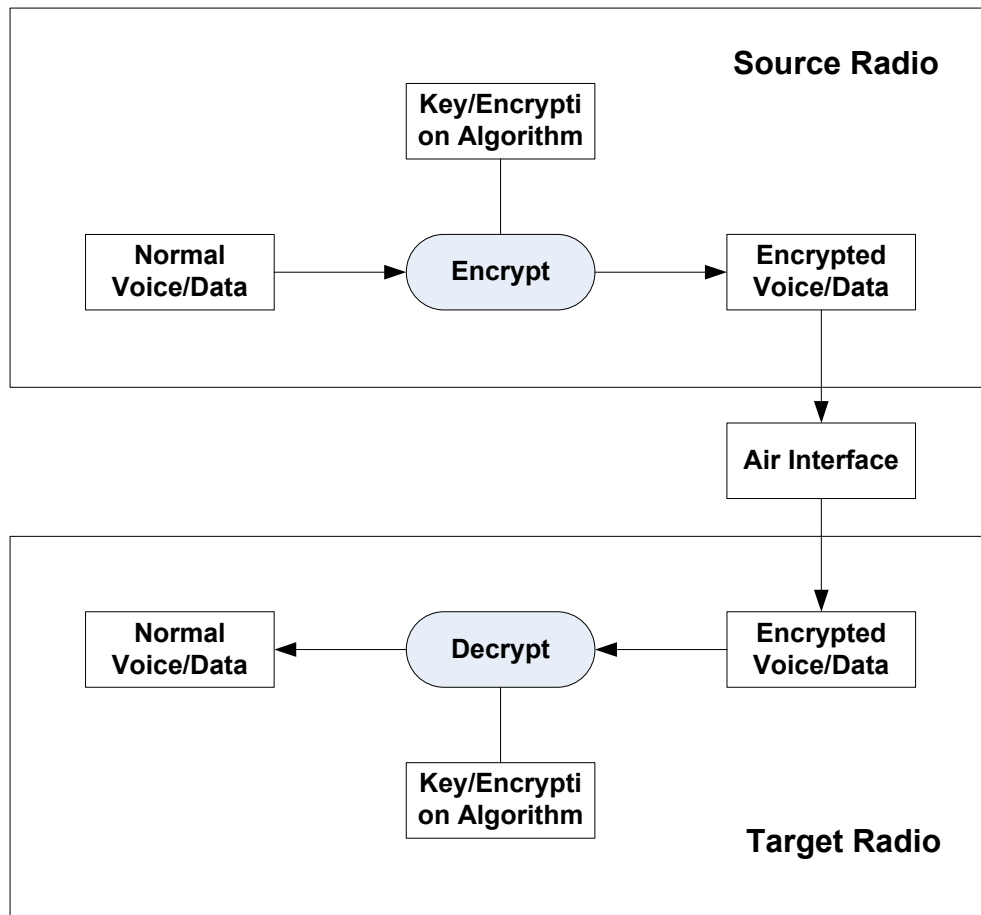 Source Radio
Key/Encrypti
on Algorithm
Normal
Voice/Data
Encrypt
Encrypted
Voice/Data
Air Interface
Normal
Voice/Data
Decrypt
Encrypted
Voice/Data
Key/Encrypti
on Algorithm
Target Radio